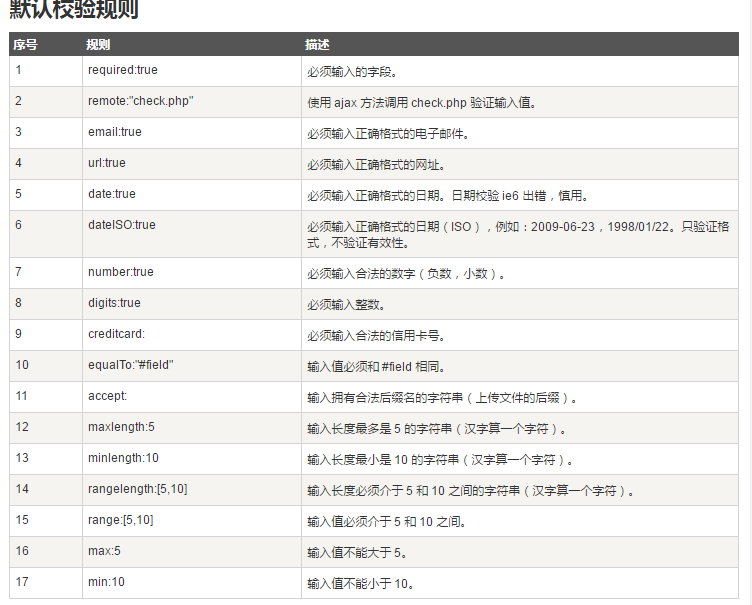 默认校验规则
序号 规则 描述
1 required:true 必须输入的字段。
2 remote:"check.php" 使用 ajax 方法调用 check.php 验证输入值。
3 email:true 必须输入正确格式的电子邮件。
4 url:true 必须输入正确格式的网址。
5 date:true 必须输入正确格式的日期。日期校验 ie6 出错，慎用。
6 dateISO:true 必须输入正确格式的日期（ISO），例如：2009-06-23，1998/01/22。只验证格
式，不验证有效性。
7 number:true 必须输入合法的数字（负数，小数）。
8 digits:true 必须输入整数。
9 creditcard: 必须输入合法的信用卡号。
10 equalTo:"#field" 输入值必须和 #field 相同。
11 accept: 输入拥有合法后缀名的字符串（上传文件的后缀）。
12 maxlength:5 输入长度最多是 5 的字符串（汉字算一个字符）。
13 minlength:10 输入长度最小是 10 的字符串（汉字算一个字符）。
14 rangelength:[5,10] 输入长度必须介于 5 和 10 之间的字符串（汉字算一个字符）。
15 range:[5,10] 输入值必须介于 5 和 10 之间。
16 max:5 输入值不能大于 5。
17 min:10 输入值不能小于 10。